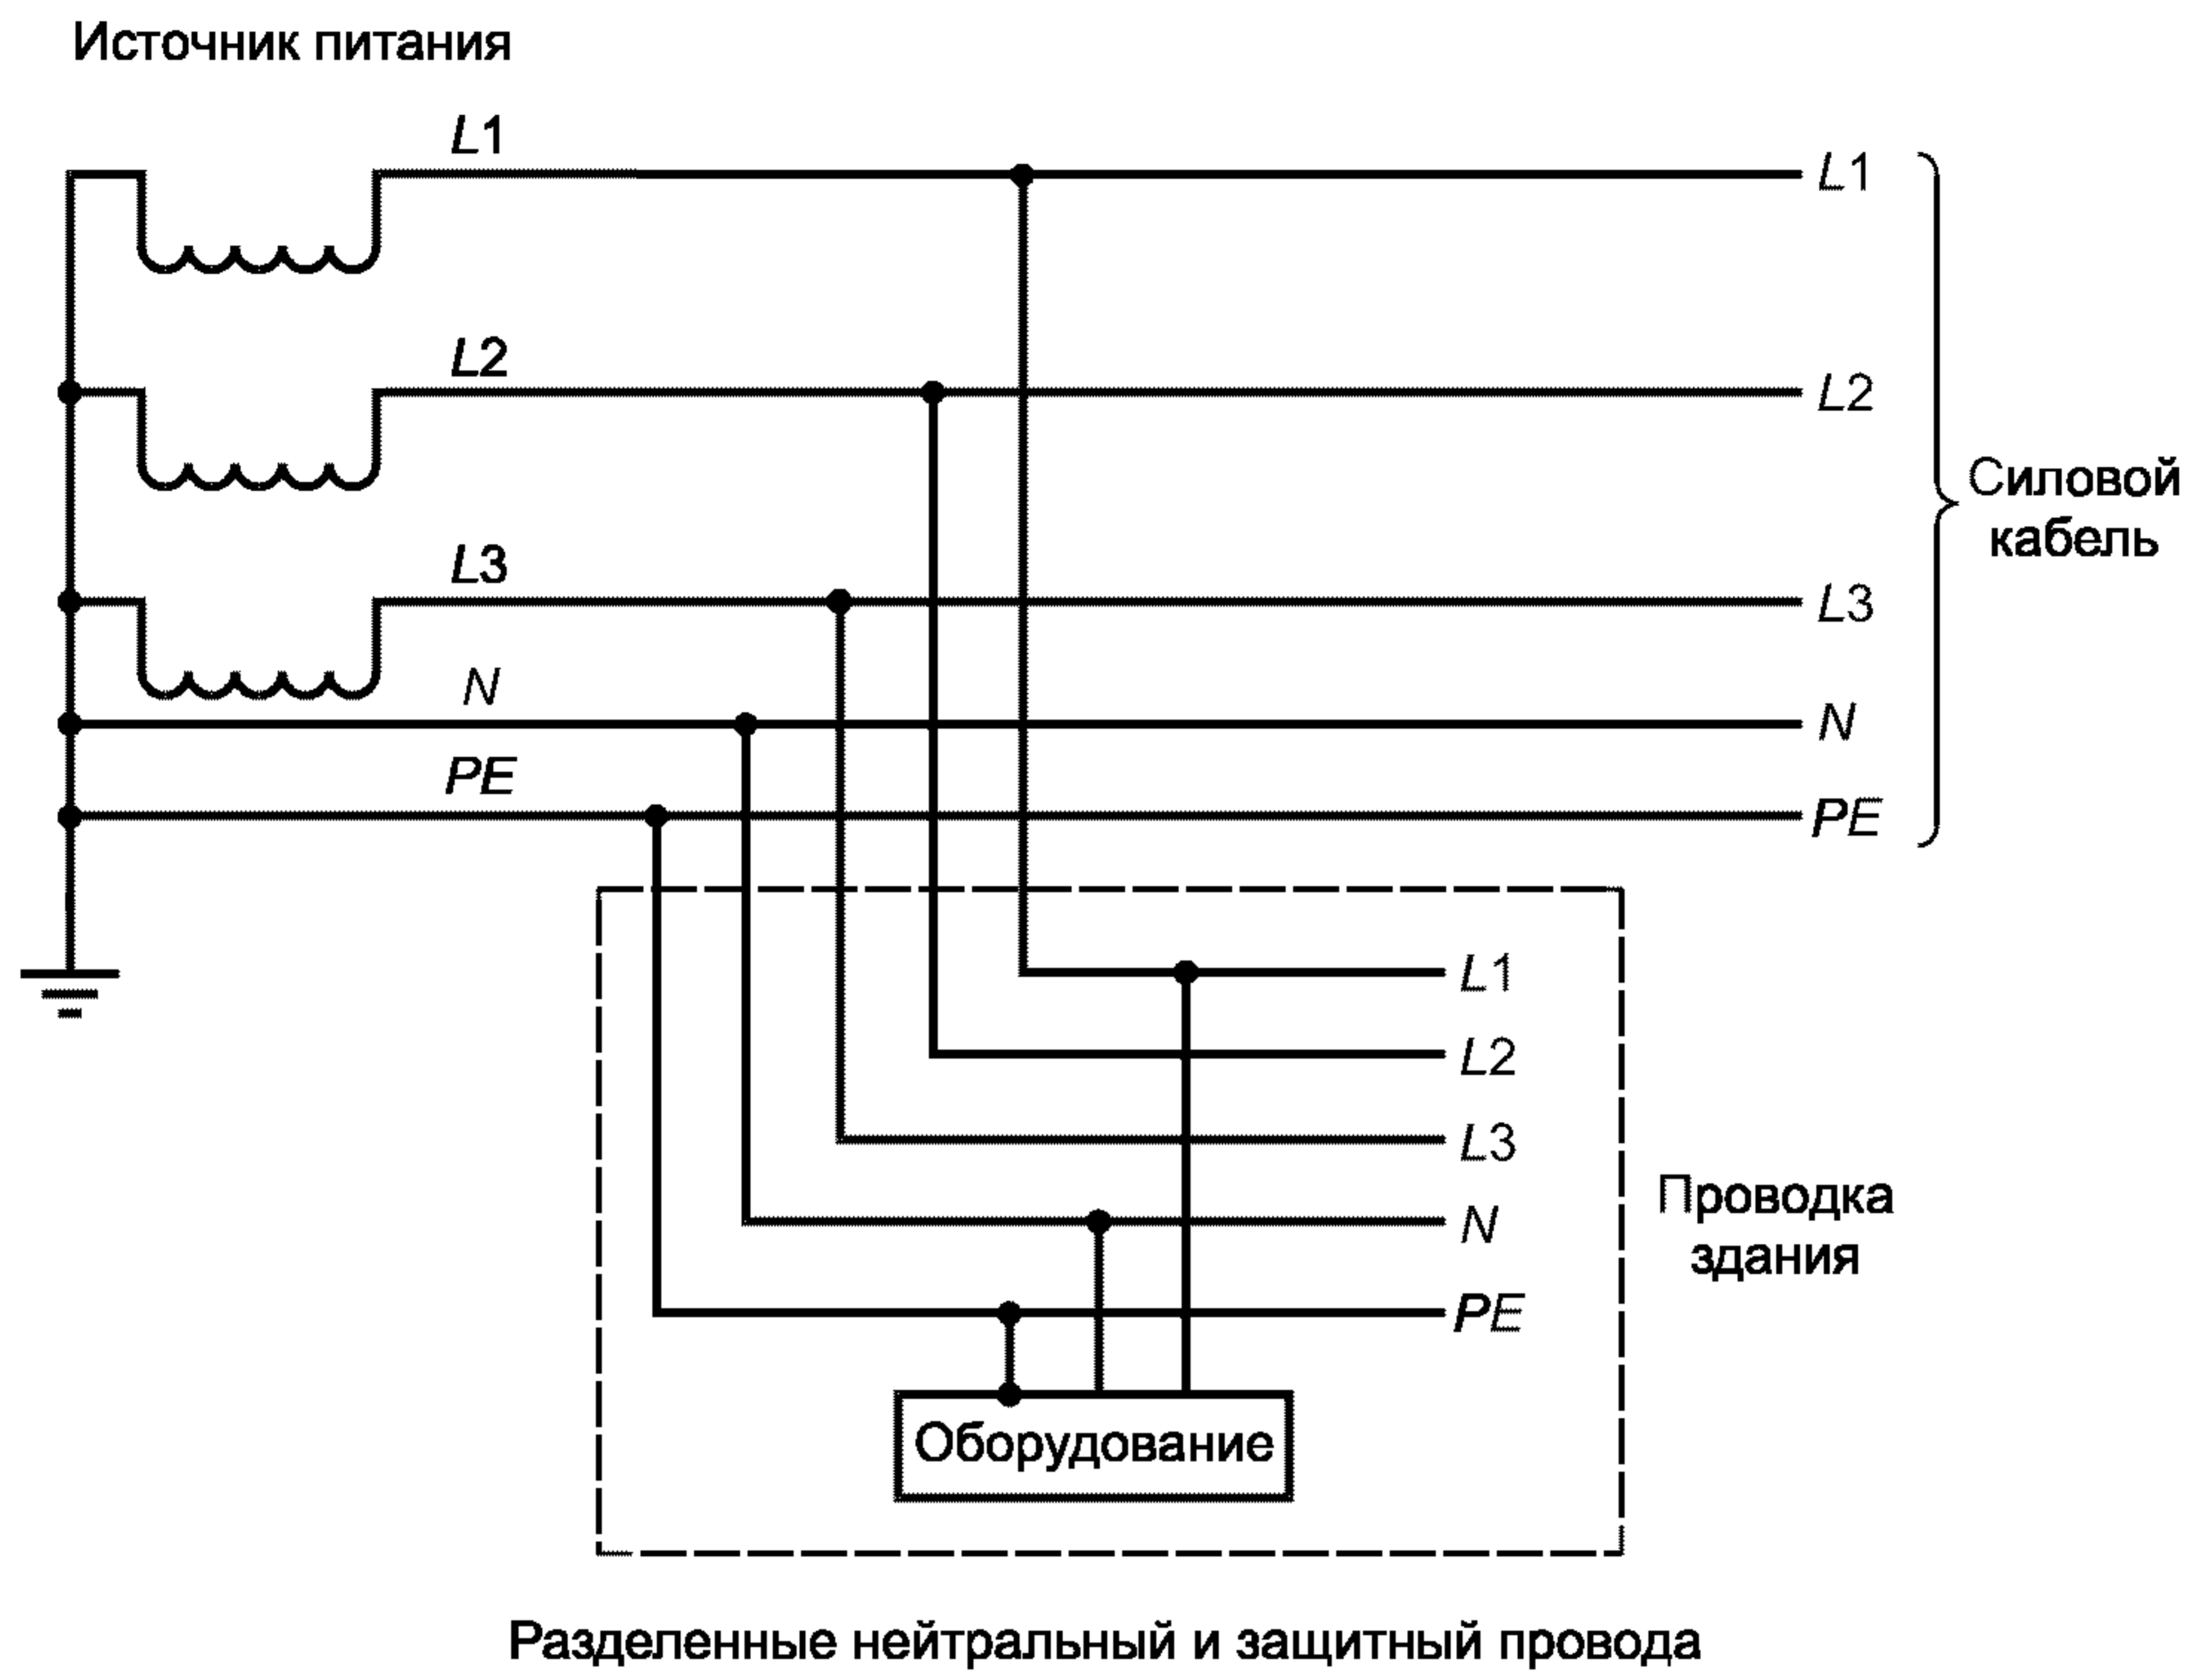 Источник питания
L1
L1
L2
L2
Силовой
кабель
L3
L3
N
N
PE
PE
L1
L2
L3
N
Проводка
здания
PE
Оборудование
Разделенные нейтральный и защитный провода